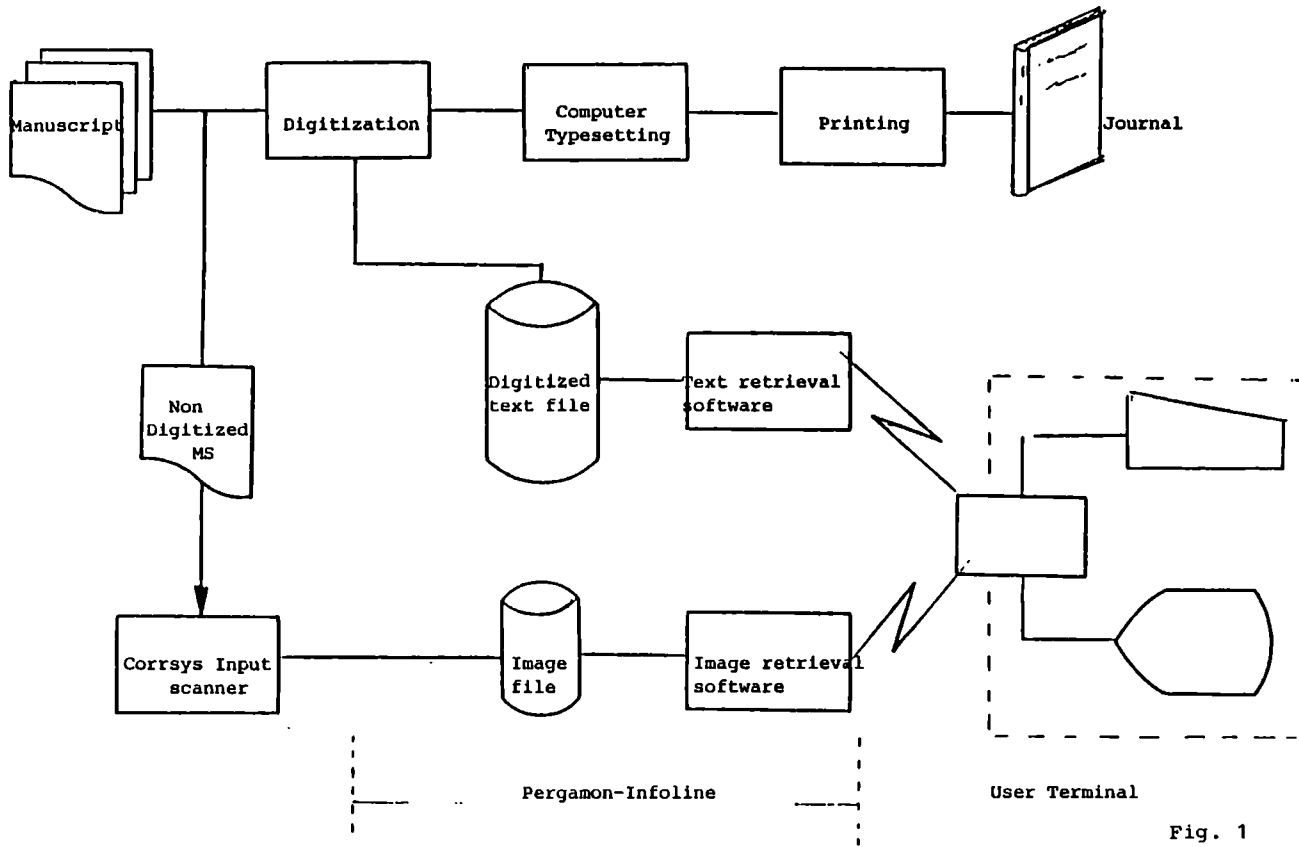 Manuscript
Digitization
Computer
Typesetting
Printing
Journal
Digitized
text file
Text retrieval
software
Non
Digitized
MS
Corrsys Input
scanner
Image
file
Image retrieval
software
Pergamon-Infoline
User Terminal
Fig. 1